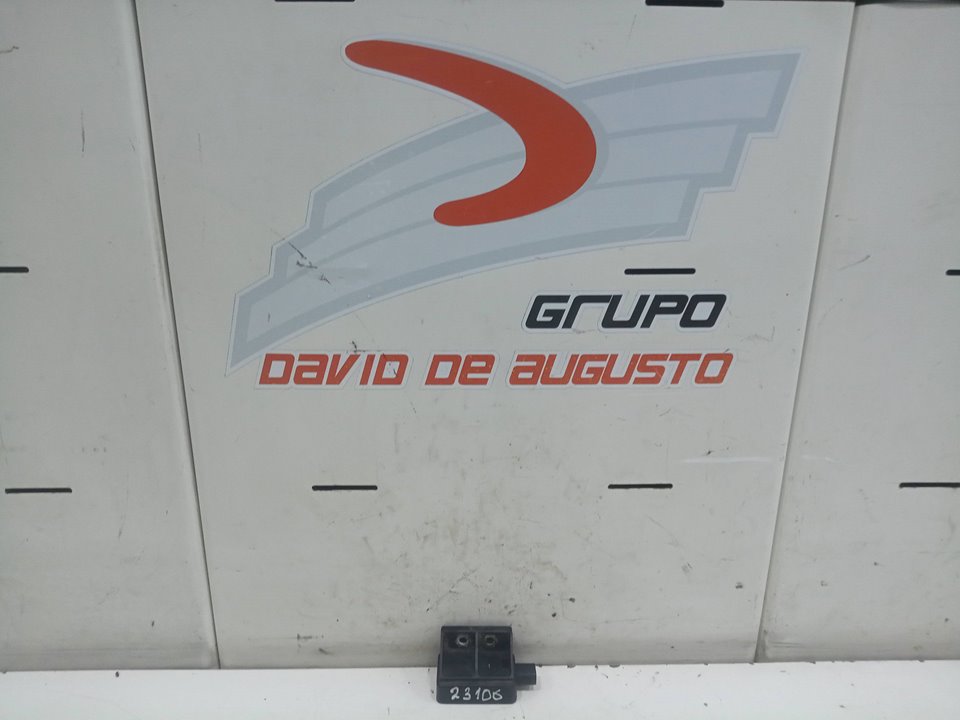 GRUPO
DAVID DE AUGUSTO
23106